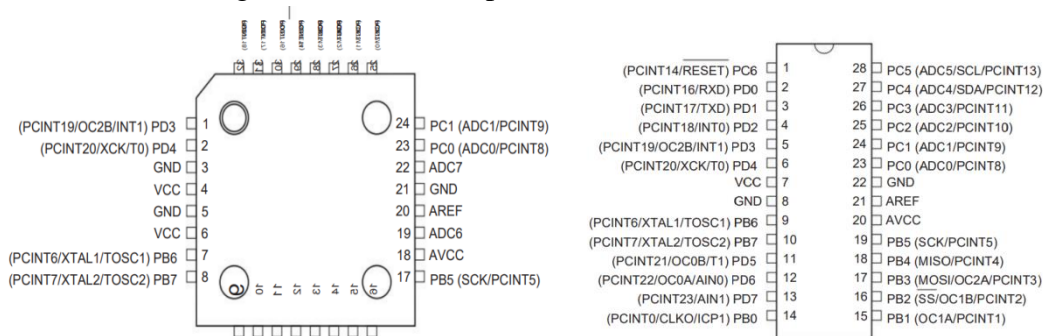 (PCINT19/OC2B/INT1) PD3 1
(PCINT20/XCK/T0) PD4 2
GND 3
VCC 4
GND 5
VCC 6
(PCINT6/XTAL1/TOSC1) PB6 7
(PCINT7/XTAL2/TOSC2) PB7 8
24 PC1 (ADC1/PCINT9)
23 PC0 (ADC0/PCINT8)
22 ADC7
21 GND
20 AREF
19 ADC6
18 AVCC
17 PB5 (SCK/PCINT5)
9 10 11 12 13 14 15 16
(PCINT14/RESET) PC6 1
(PCINT16/RXD) PD0 2
(PCINT17/TXD) PD1 3
(PCINT18/INT0) PD2 4
(PCINT19/OC2B/INT1) PD3 5
(PCINT20/XCK/T0) PD4 6
VCC 7
GND 8
(PCINT6/XTAL1/TOSC1) PB6 9
(PCINT7/XTAL2/TOSC2) PB7 10
(PCINT21/OC0B/T1) PD5 11
(PCINT22/OC0A/AIN0) PD6 12
(PCINT23/AIN1) PD7 13
(PCINT0/CLKO/ICP1) PB0 14
28 PC5 (ADC5/SCL/PCINT13)
27 PC4 (ADC4/SDA/PCINT12)
26 PC3 (ADC3/PCINT11)
25 PC2 (ADC2/PCINT10)
24 PC1 (ADC1/PCINT9)
23 PC0 (ADC0/PCINT8)
22 GND
21 AREF
20 AVCC
19 PB5 (SCK/PCINT5)
18 PB4 (MISO/PCINT4)
17 PB3 (MOSI/OC2A/PCINT3)
16 PB2 (SS/OC1B/PCINT2)
15 PB1 (OC1A/PCINT1)